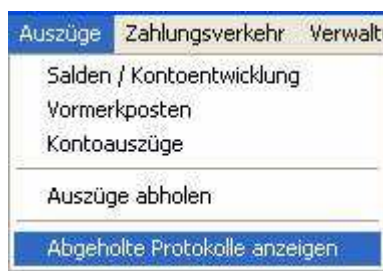 Auszüge Zahlungsverkehr
Salden / Kontoentwicklung
Vormerkposten
Kontoauszüge
Auszüge abholen
Abgeholte Protokolle anzeigen